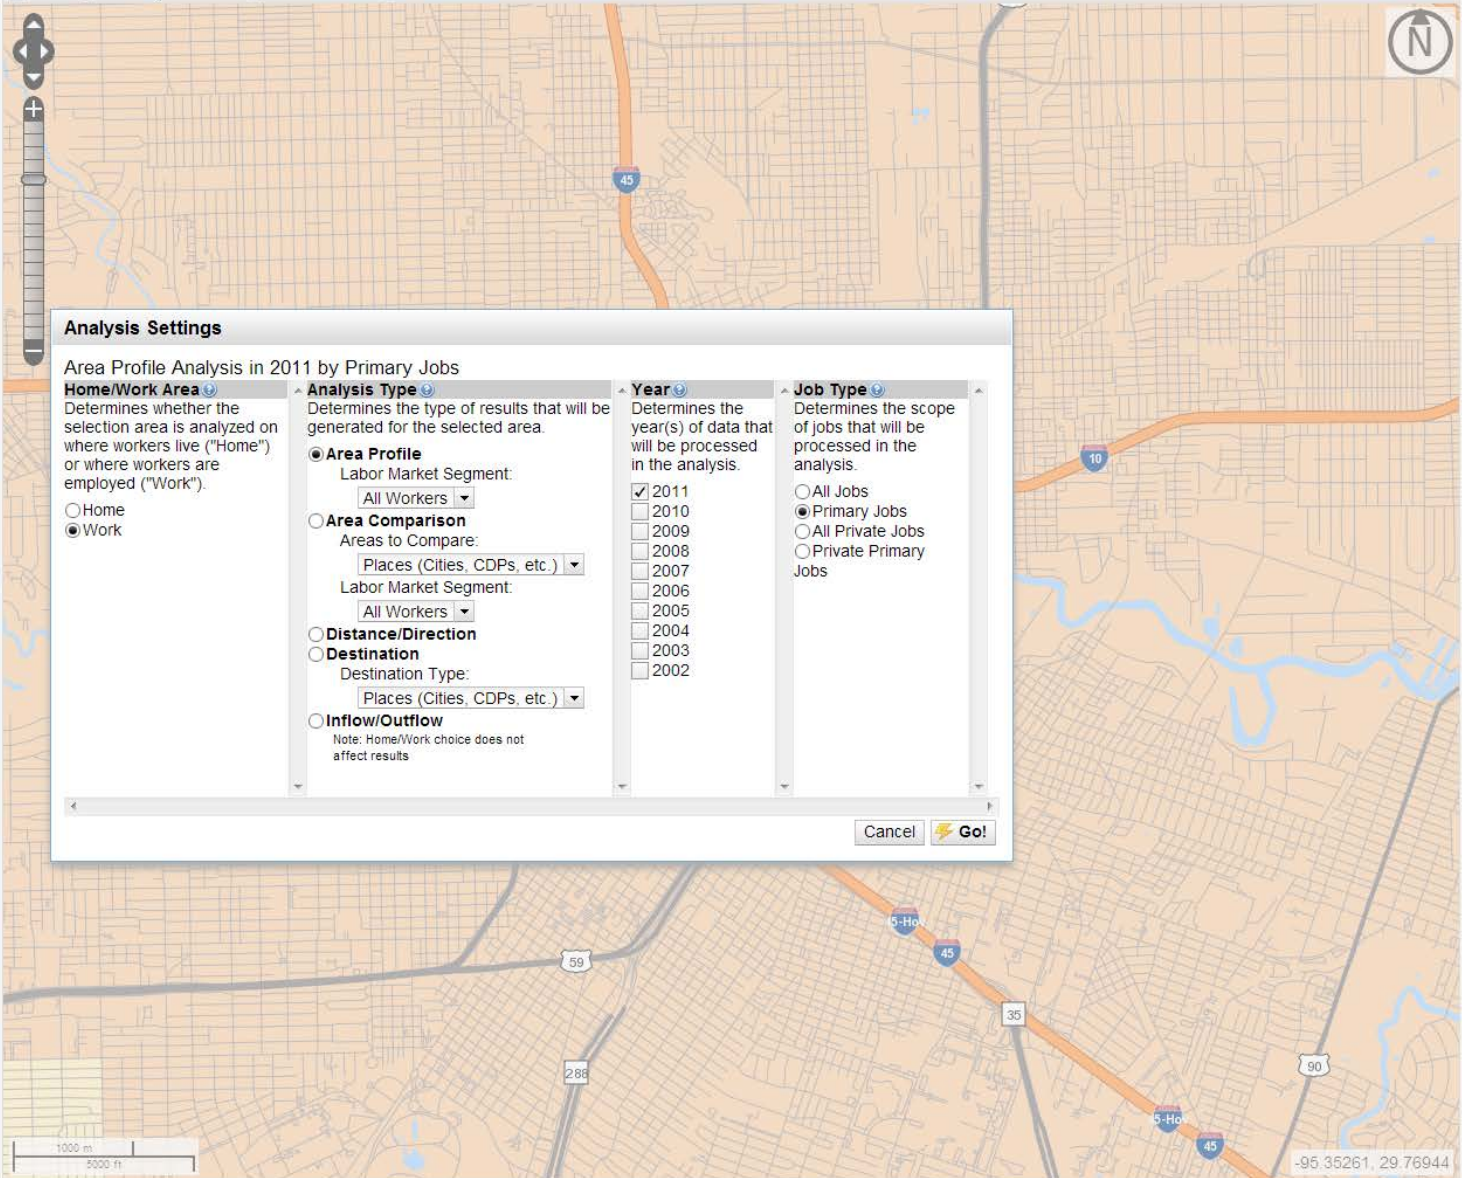 N
45
Analysis Settings
Area Profile Analysis in 2011 by Primary Jobs
Home/Work Area
Determines whether the
selection area is analyzed on
where workers live ("Home")
or where workers are
employed ("Work").
Home
Work
Analysis Type
Determines the type of results that will be
generated for the selected area.
Area Profile
Labor Market Segment:
All Workers
Area Comparison
Areas to Compare:
Places (Cities, CDPs, etc.)
Labor Market Segment:
All Workers
Distance/Direction
Destination
Destination Type:
Places (Cities, CDPs, etc.)
Inflow/Outflow
Note: Home/Work choice does not
affect results
Year
Determines the
year(s) of data that
will be processed
in the analysis.
2011
2010
2009
2008
2007
2006
2005
2004
2003
2002
Job Type
Determines the scope
of jobs that will be
processed in the
analysis.
All Jobs
Primary Jobs
All Private Jobs
Private Primary
Jobs
Cancel
Go!
10
5-Ho
45
59
35
288
90
5-Ho
45
1000 m
5000 ft
-95.35261, 29.76944